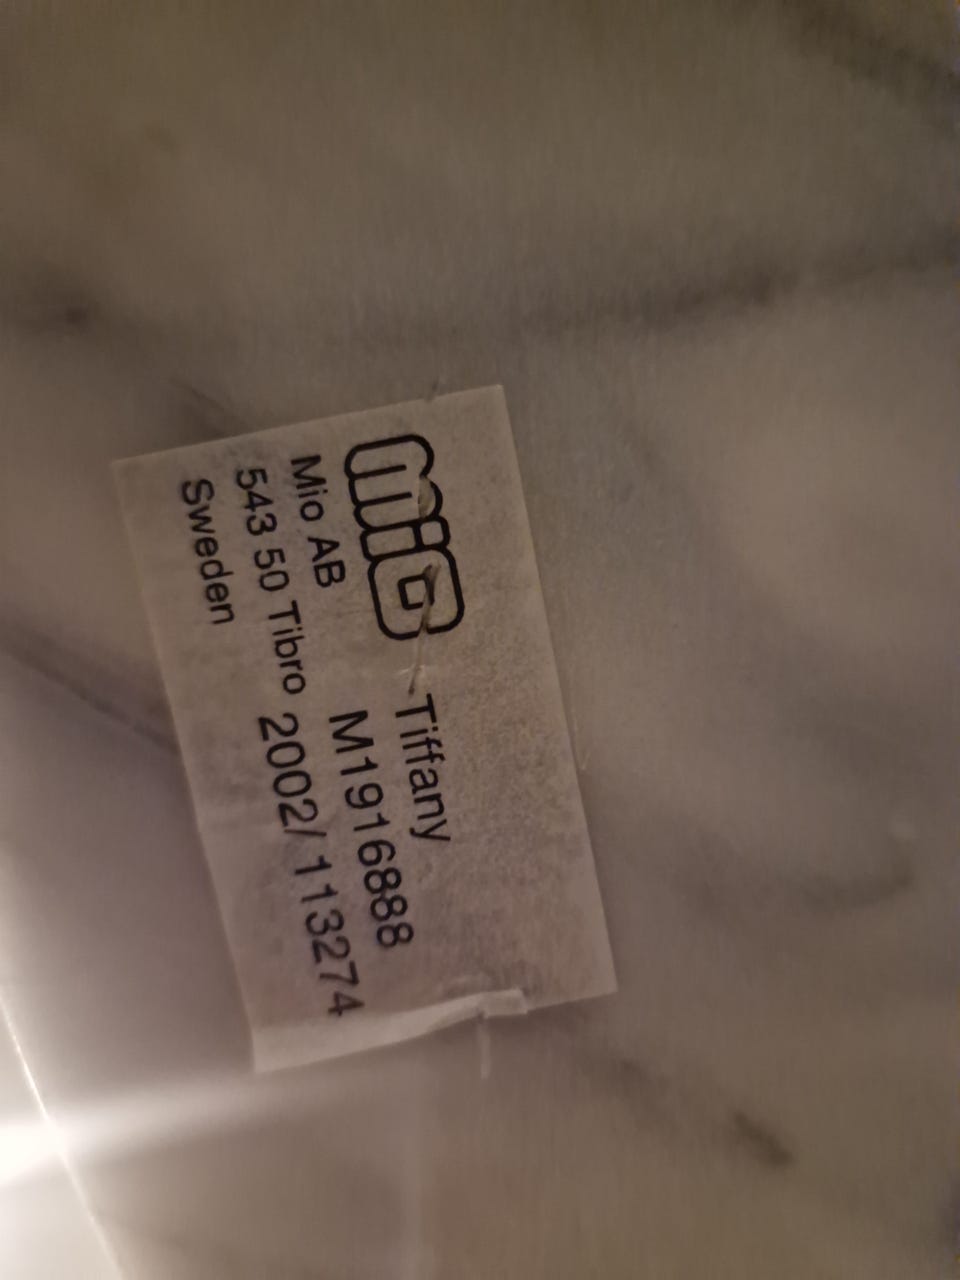 mio
Tiffany
Mio AB
M1916888
543 50 Tibro
2002/113274
Sweden